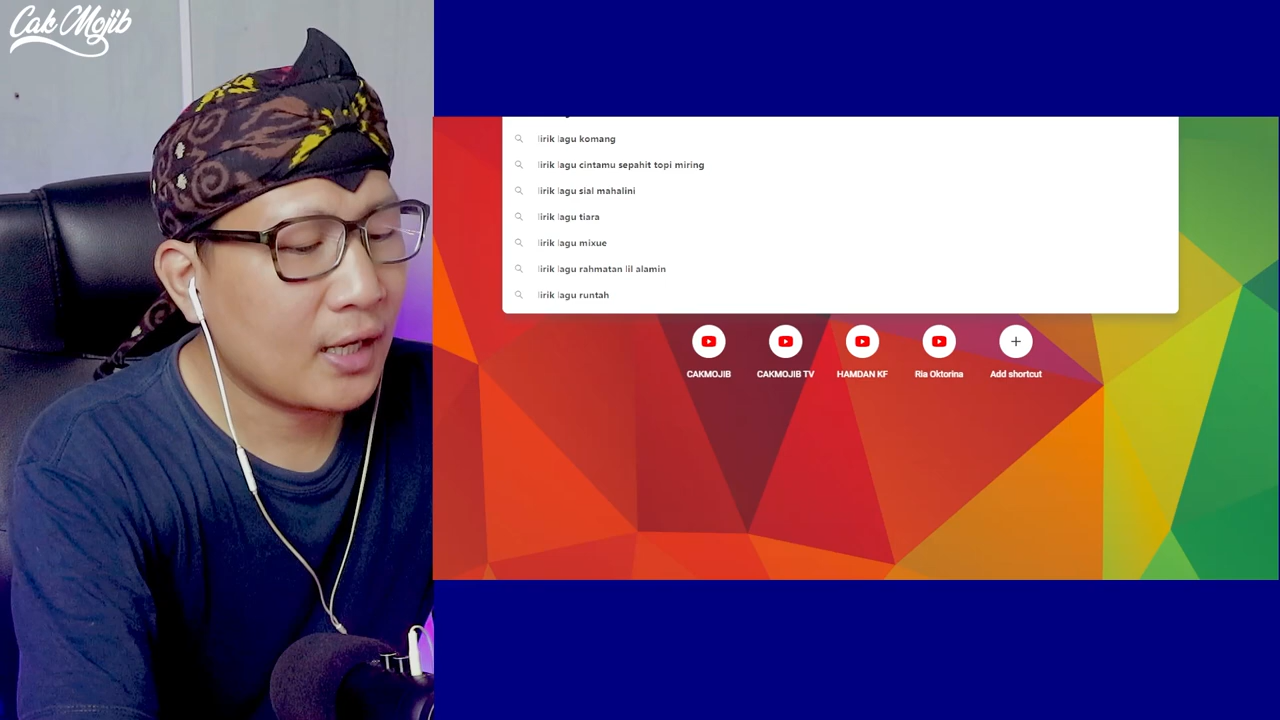 Cak Mojib
lirik lagu komang
lirik lagu cintamu sepahit topi miring
lirik lagu sial mahalini
lirik lagu tiara
lirik lagu mixue
lirik lagu rahmatan lil alamin
lirik lagu runtah
CAKMOJIB
CAKMOJIB TV
HAMDAN KF
Ria Oktorina
Add shortcut